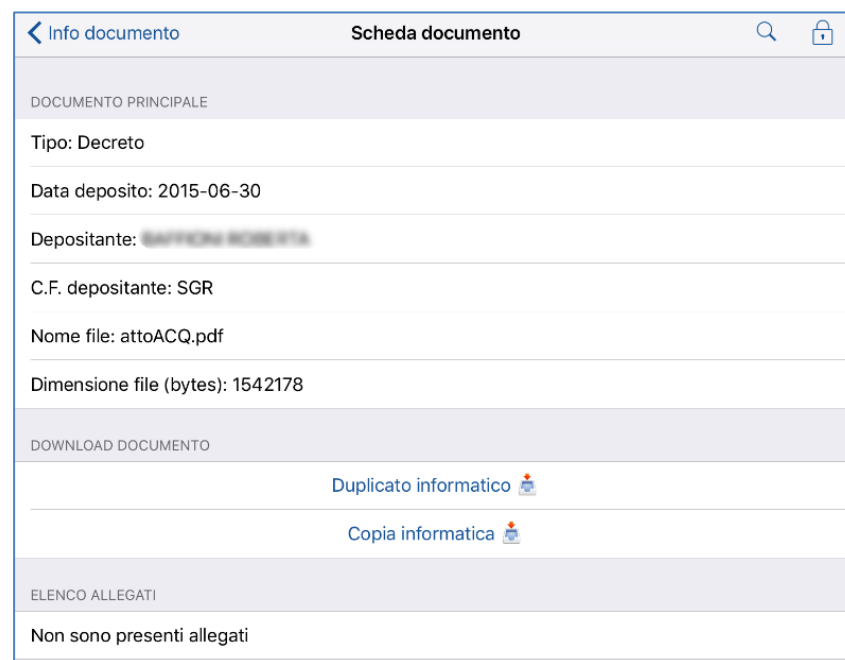 Info documento
Scheda documento
DOCUMENTO PRINCIPALE
Tipo: Decreto
Data deposito: 2015-06-30
Depositante:
C.F. depositante: SGR
Nome file: attoACQ.pdf
Dimensione file (bytes): 1542178
DOWNLOAD DOCUMENTO
Duplicato informatico
Copia informatica
ELENCO ALLEGATI
Non sono presenti allegati